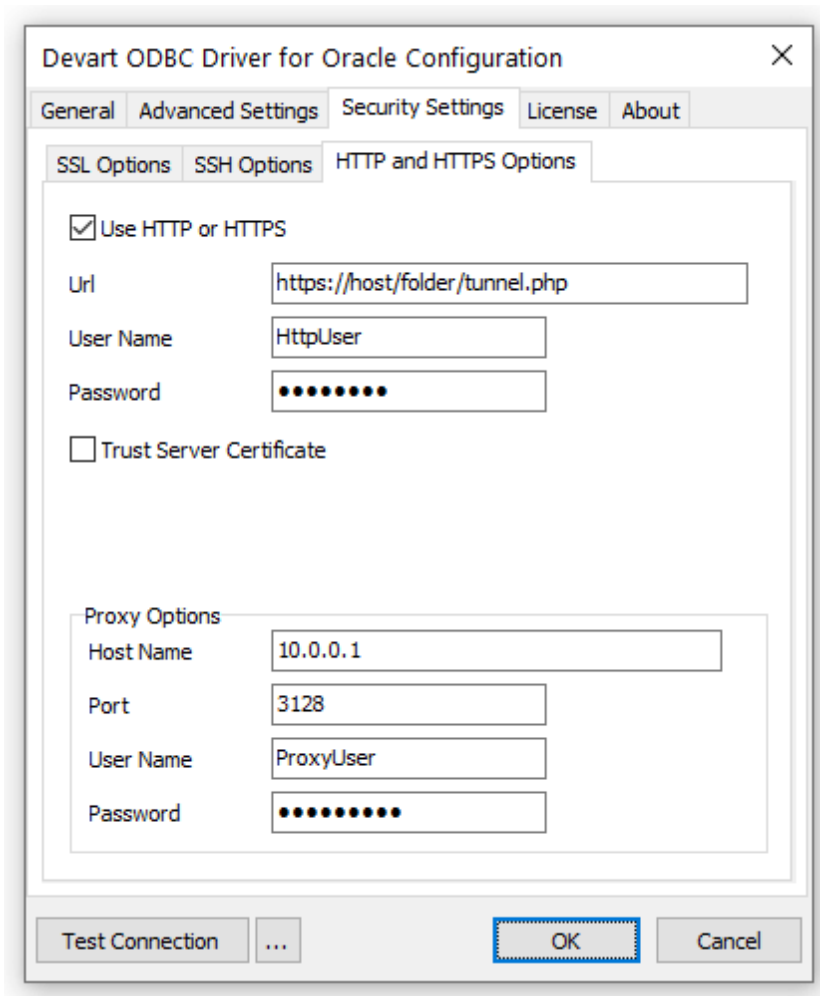 Devart ODBC Driver for Oracle Configuration
General Advanced Settings Security Settings License About
SSL Options SSH Options HTTP and HTTPS Options
Use HTTP or HTTPS
Url https://host/folder/tunnel.php
User Name HttpUser
Password ●●●●●●●●
Trust Server Certificate
Proxy Options
Host Name 10.0.0.1
Port 3128
User Name ProxyUser
Password ●●●●●●●●●
Test Connection ... OK Cancel